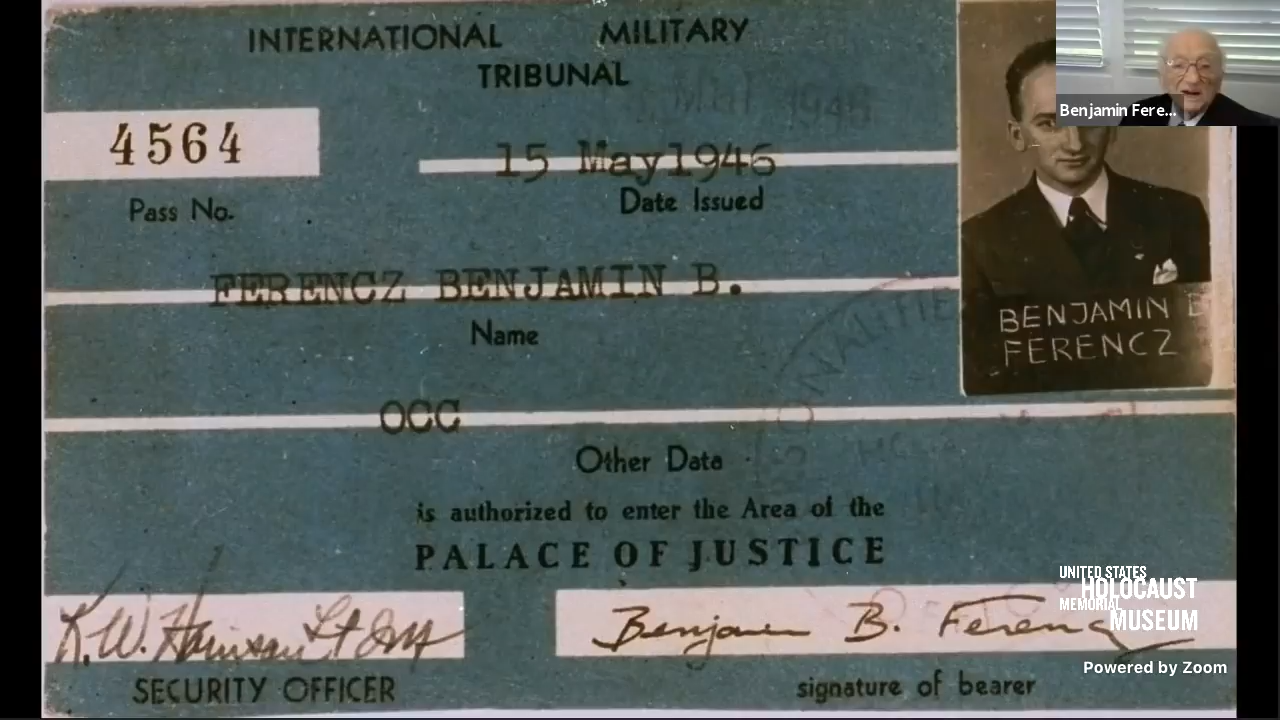 INTERNATIONAL MILITARY
TRIBUNAL
4564
15 May1946
Pass No.
Date Issued
FERENCZ BENJAMIN B.
Name
OCC
Other Data
is authorized to enter the Area of the
PALACE OF JUSTICE
Benjamin B. Ferencz
SECURITY OFFICER
signature of bearer
BENJAMIN B
FERENCZ
Benjamin Fere...
UNITED STATES
HOLOCAUST
MEMORIAL
MUSEUM
Powered by Zoom